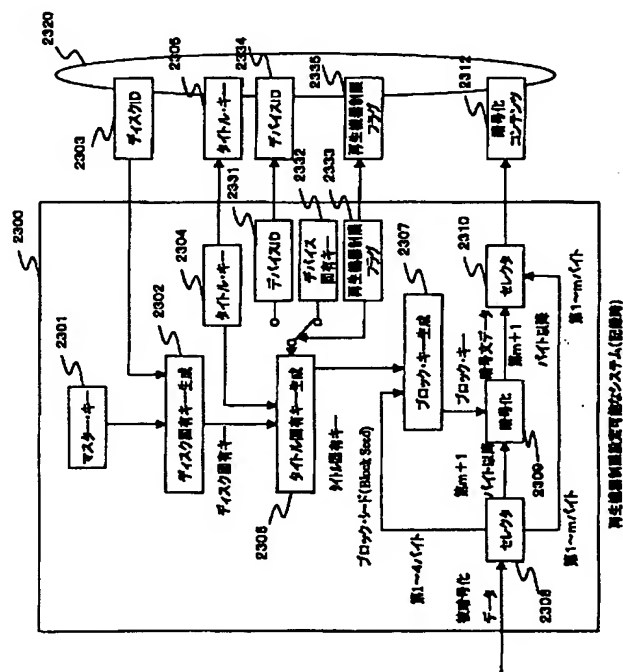 2300
2301
マスター・キー
2302
ディスク固有キー生成
ディスク固有キー
2303
ディスクID
2320
2304
タイトル・キー
2306
タイトル・キー
2331
デバイスID
2334
デバイスID
2332
デバイス
固有キー
2333
再生機器制限
フラグ
2335
再生機器制限
フラグ
2305
タイトル固有キー生成
タイトル固有キー
2307
ブロック・キー生成
ブロック・シード(Block Seed)
ブロック・キー
第1~4バイト
被暗号化
データ
2308
セレクタ
第m+1
バイト以降
2309
暗号化
暗号文データ
第m+1
バイト以降
2310
セレクタ
2312
暗号化
コンテンツ
第1~mバイト
第1~mバイト
再生機器制限設定可能なシステム(記録時)